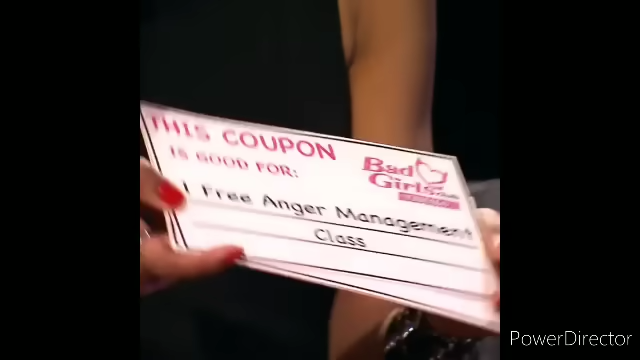 THIS COUPON
IS GOOD FOR:
Bad
Girls
1 Free Anger Management
Class
PowerDirector